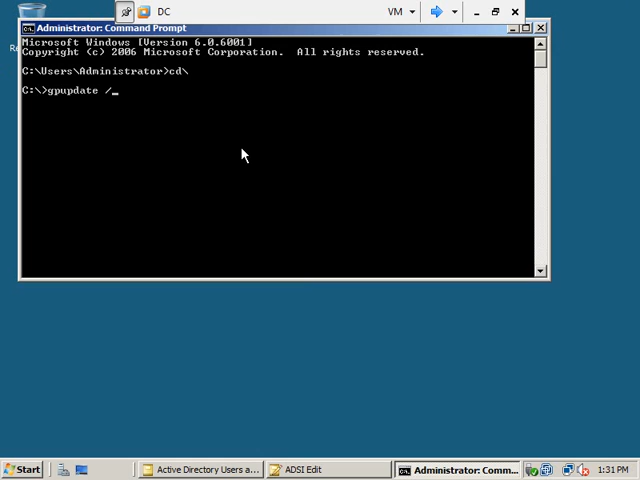 DC
VM
Administrator: Command Prompt
Microsoft Windows [Version 6.0.6001]
Copyright (c) 2006 Microsoft Corporation.  All rights reserved.
C:\Users\Administrator>cd\
C:\>gpupdate /_
Start
Active Directory Users a...
ADSI Edit
Administrator: Comm...
1:31 PM